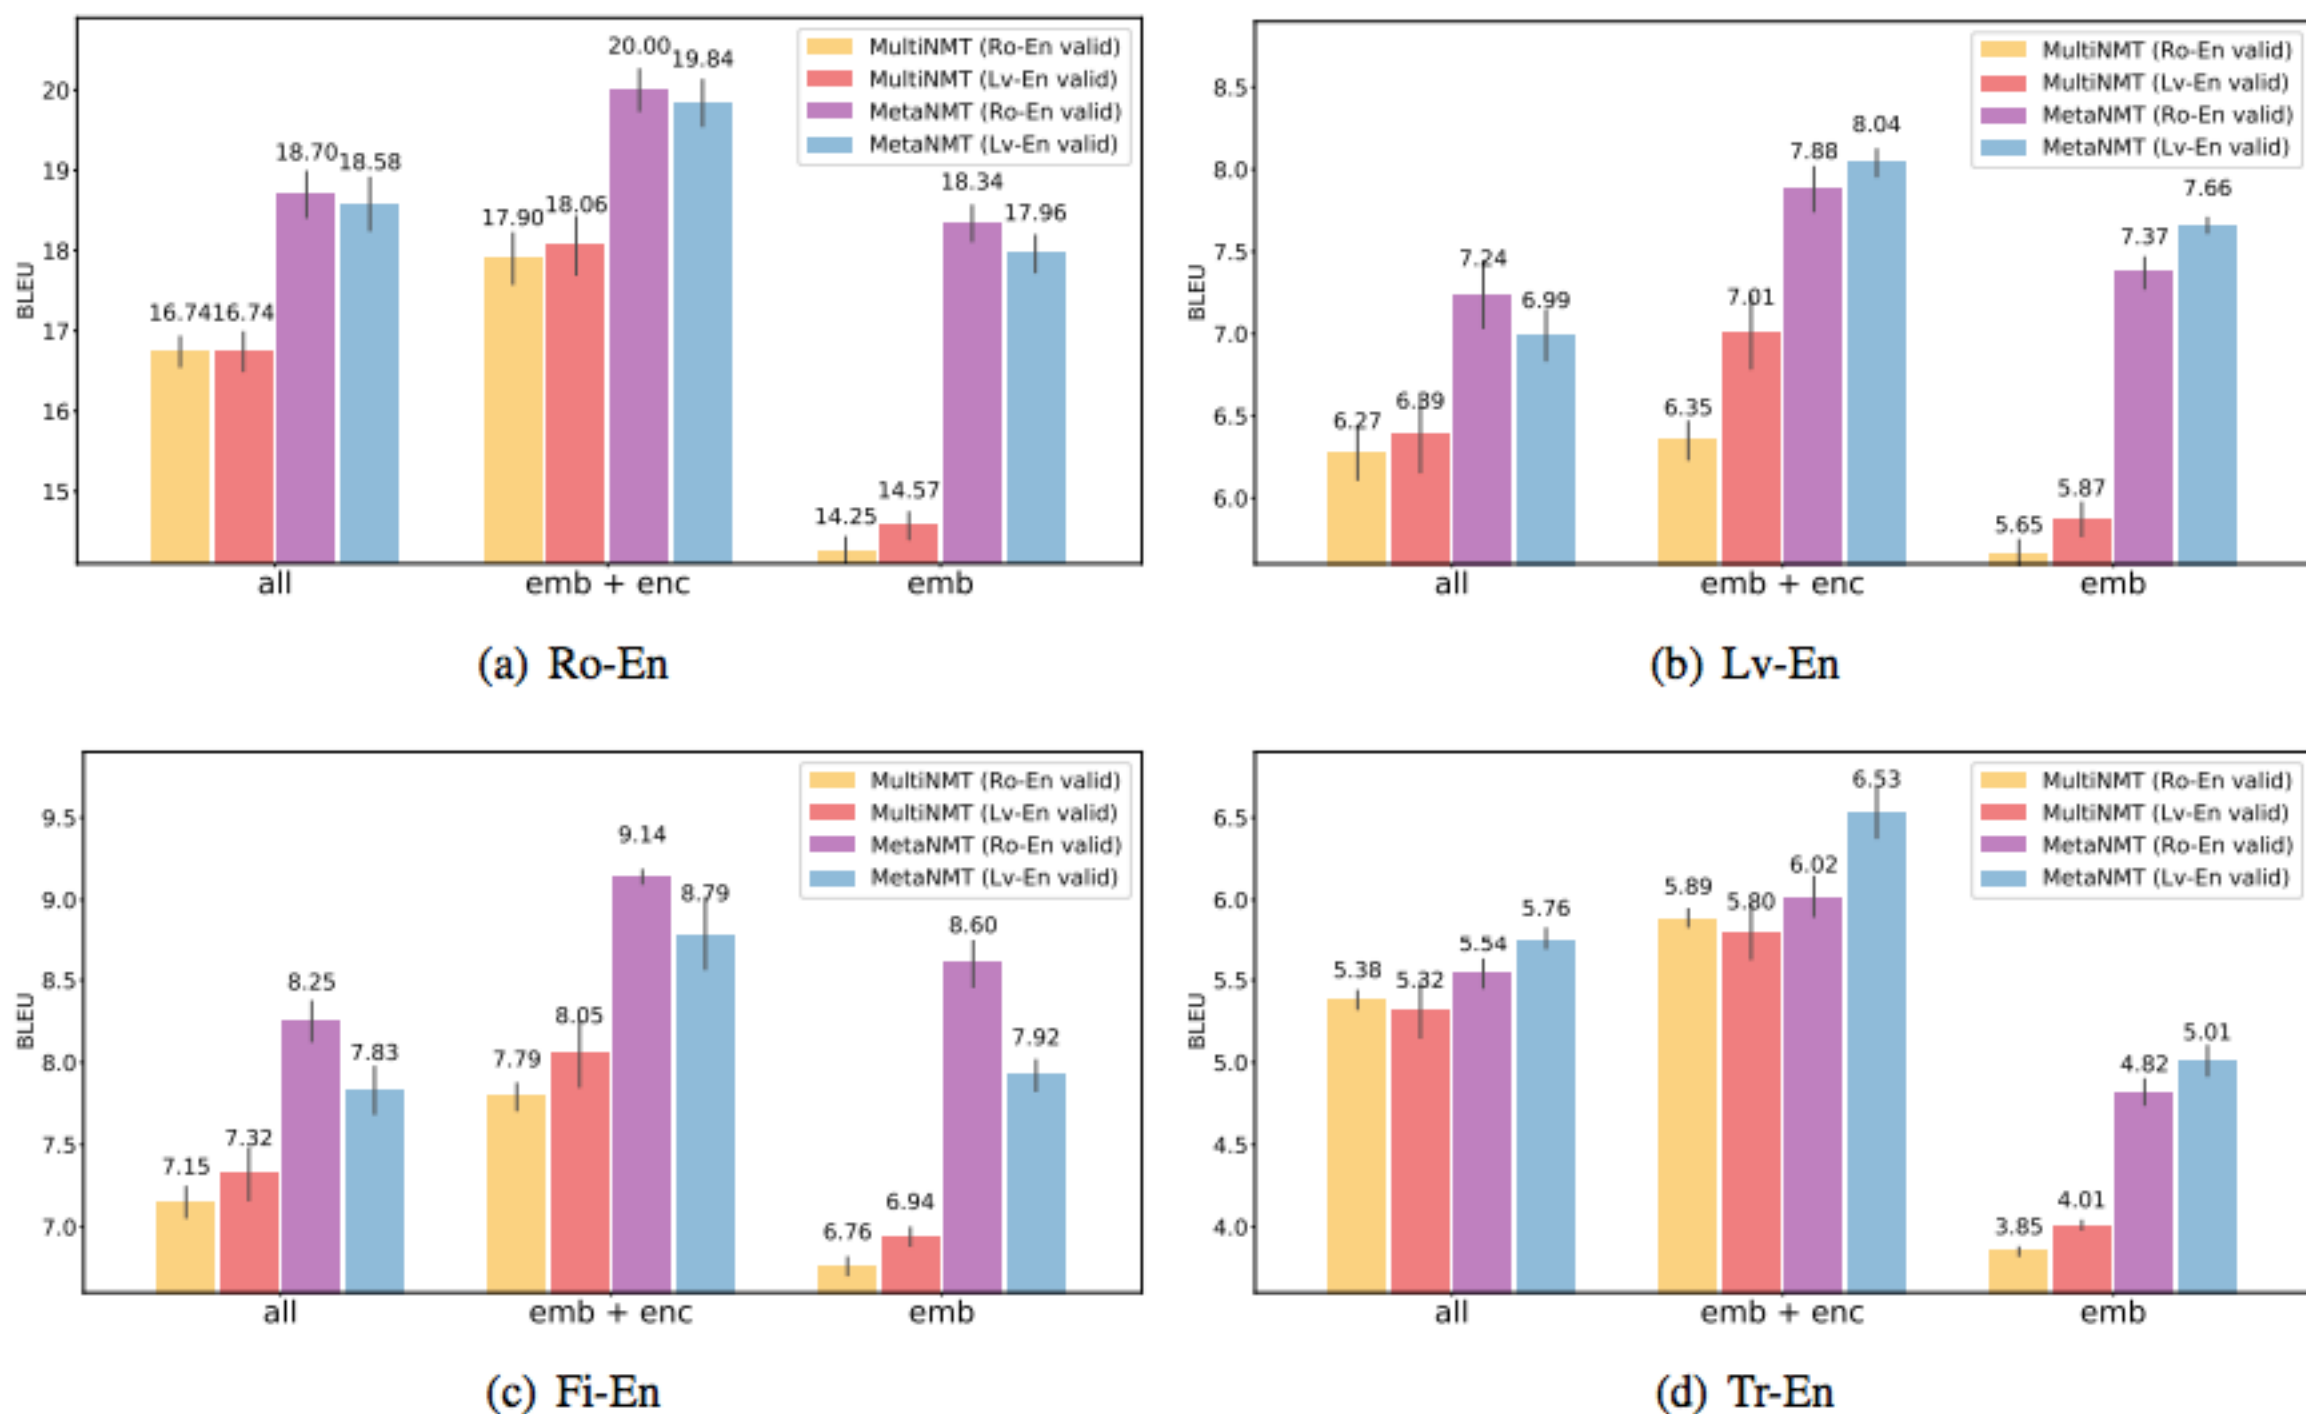 MultiNMT (Ro-En valid)
MultiNMT (Lv-En valid)
MetaNMT (Ro-En valid)
MetaNMT (Lv-En valid)
BLEU
20
19
18
17
16
15
16.74 16.74 18.70 18.58
17.90 18.06 20.00 19.84
14.25 14.57 18.34 17.96
all emb + enc emb
(a) Ro-En
MultiNMT (Ro-En valid)
MultiNMT (Lv-En valid)
MetaNMT (Ro-En valid)
MetaNMT (Lv-En valid)
BLEU
8.5
8.0
7.5
7.0
6.5
6.0
6.27 6.39 7.24 6.99
6.35 7.01 7.88 8.04
5.65 5.87 7.37 7.66
all emb + enc emb
(b) Lv-En
MultiNMT (Ro-En valid)
MultiNMT (Lv-En valid)
MetaNMT (Ro-En valid)
MetaNMT (Lv-En valid)
BLEU
9.5
9.0
8.5
8.0
7.5
7.0
7.15 7.32 8.25 7.83
7.79 8.05 9.14 8.79
6.76 6.94 8.60 7.92
all emb + enc emb
(c) Fi-En
MultiNMT (Ro-En valid)
MultiNMT (Lv-En valid)
MetaNMT (Ro-En valid)
MetaNMT (Lv-En valid)
BLEU
6.5
6.0
5.5
5.0
4.5
4.0
5.38 5.32 5.54 5.76
5.89 5.80 6.02 6.53
3.85 4.01 4.82 5.01
all emb + enc emb
(d) Tr-En